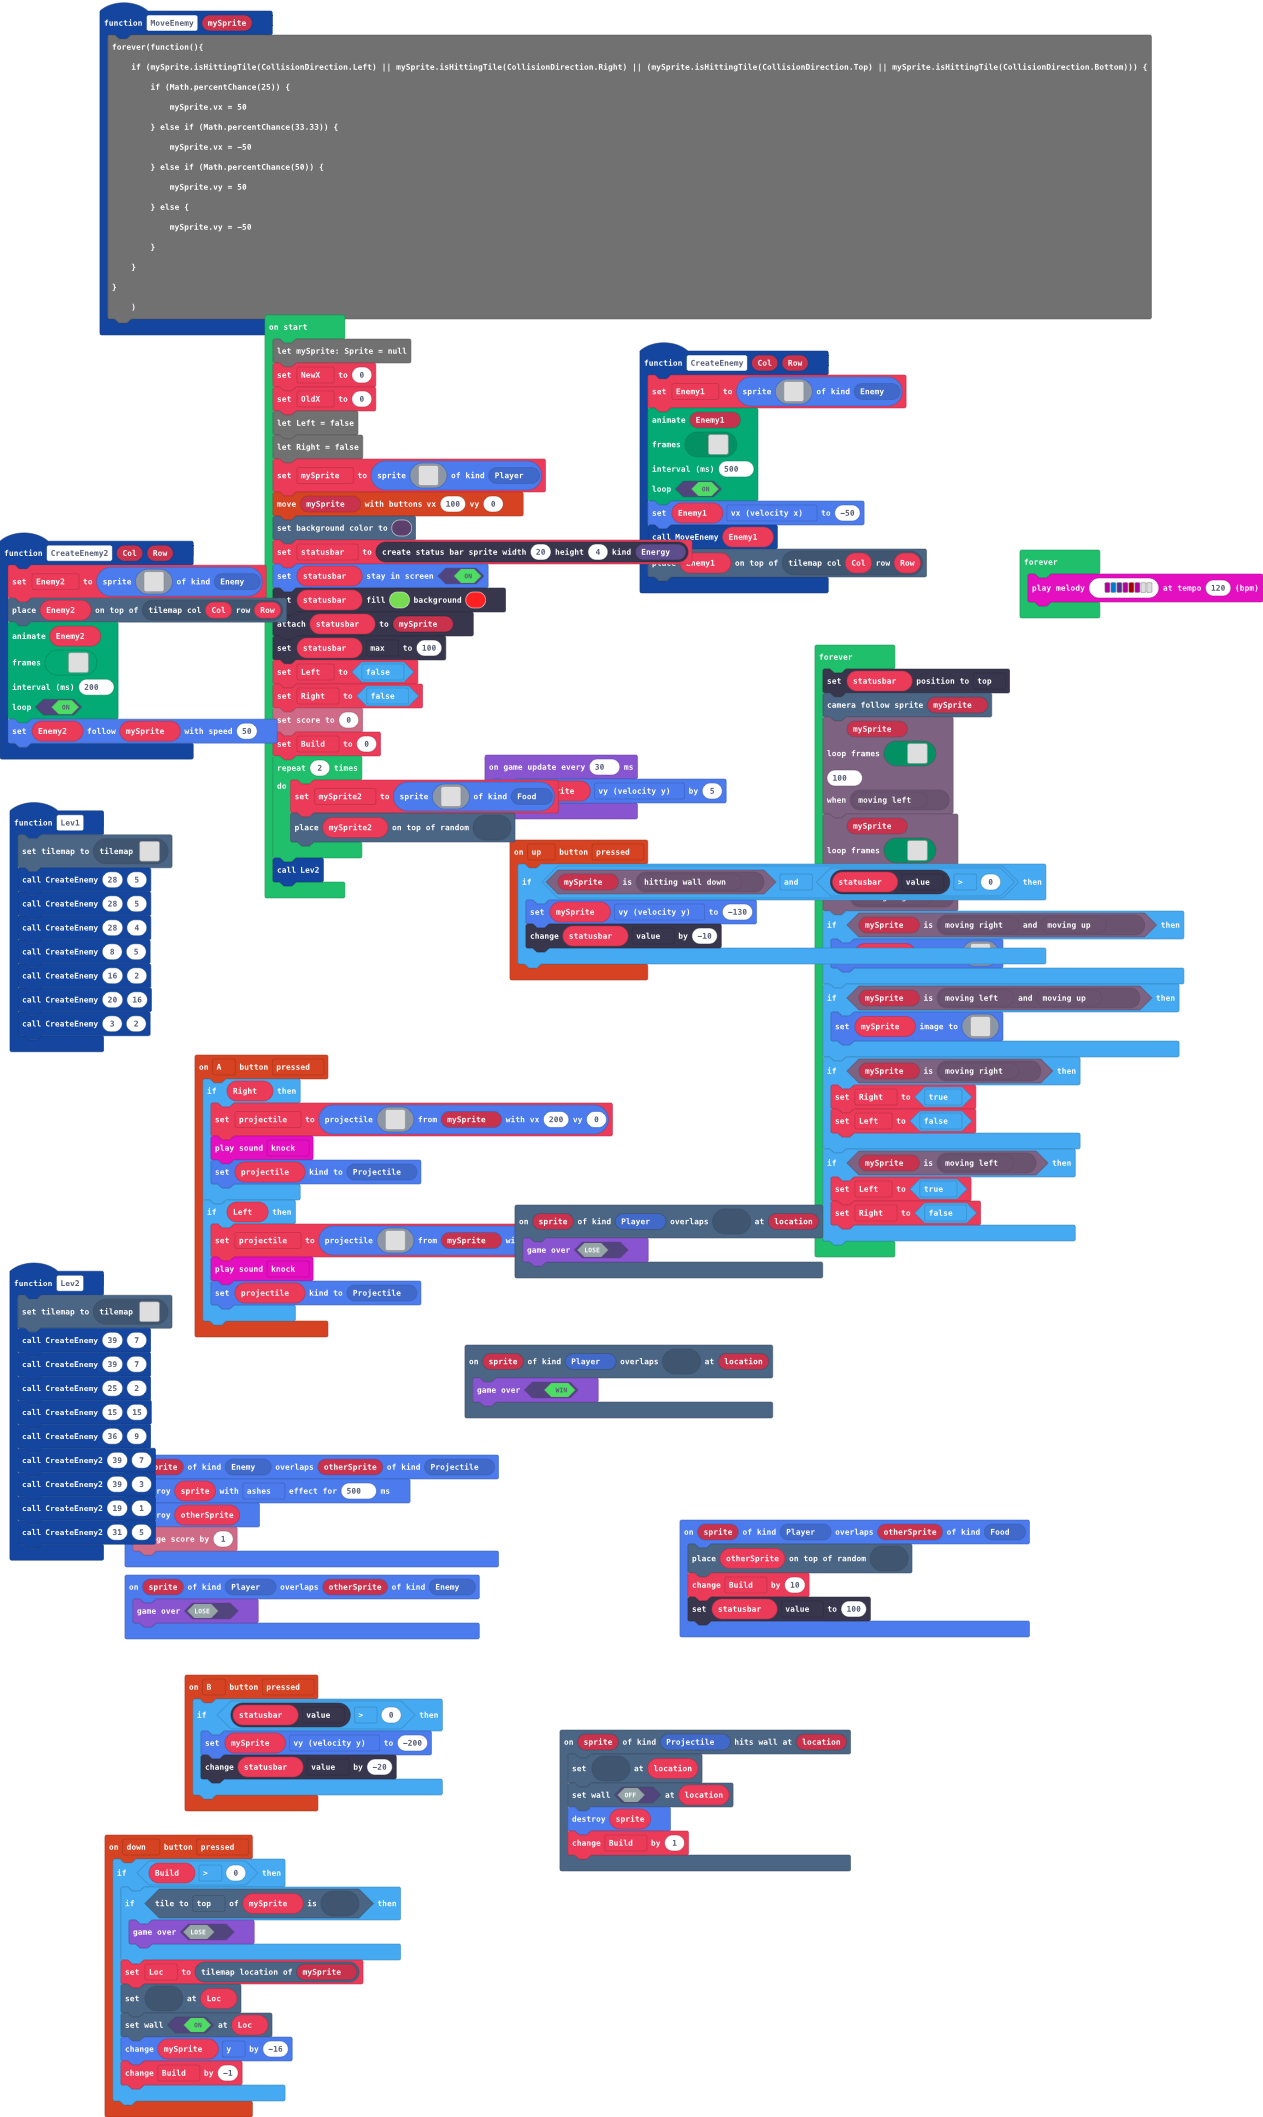 function MoveEnemy mySprite
forever(function(){
if (mySprite.isHittingTile(CollisionDirection.Left) || mySprite.isHittingTile(CollisionDirection.Right) || (mySprite.isHittingTile(CollisionDirection.Top) || mySprite.isHittingTile(CollisionDirection.Bottom))) {
if (Math.percentChance(25)) {
mySprite.vx = 50
} else if (Math.percentChance(33.33)) {
mySprite.vx = −50
} else if (Math.percentChance(50)) {
mySprite.vy = 50
} else {
mySprite.vy = −50
}
}
}
)
on start
let mySprite: Sprite = null
set NewX to 0
set OldX to 0
let Left = false
let Right = false
set mySprite to sprite of kind Player
move mySprite with buttons vx 100 vy 0
set background color to
set statusbar to create status bar sprite width 20 height 4 kind Energy
set statusbar stay in screen ON
statusbar fill background
attach statusbar to mySprite
set statusbar max to 100
set Left to false
set Right to false
set score to 0
set Build to 0
repeat 2 times
do
set mySprite2 to sprite of kind Food
place mySprite2 on top of random
call Lev2
function CreateEnemy Col Row
set Enemy1 to sprite of kind Enemy
animate Enemy1
frames
interval (ms) 500
loop ON
set Enemy1 vx (velocity x) to −50
call MoveEnemy Enemy1
on top of tilemap col Col row Row
function CreateEnemy2 Col Row
set Enemy2 to sprite of kind Enemy
place Enemy2 on top of tilemap col Col row Row
animate Enemy2
frames
interval (ms) 200
loop ON
set Enemy2 follow mySprite with speed 50
forever
play melody at tempo 120 (bpm)
forever
set statusbar position to top
camera follow sprite mySprite
mySprite
loop frames
100
when moving left
mySprite
loop frames
if mySprite is moving right and moving up then
if mySprite is moving left and moving up then
set mySprite image to
if mySprite is moving right then
set Right to true
set Left to false
if mySprite is moving left then
set Left to true
set Right to false
on game update every 30 ms
vy (velocity y) by 5
on up button pressed
if mySprite is hitting wall down and statusbar value > 0 then
set mySprite vy (velocity y) to −130
change statusbar value by −10
function Lev1
set tilemap to tilemap
call CreateEnemy 28 5
call CreateEnemy 28 5
call CreateEnemy 28 4
call CreateEnemy 8 5
call CreateEnemy 16 2
call CreateEnemy 20 16
call CreateEnemy 3 2
on A button pressed
if Right then
set projectile to projectile from mySprite with vx 200 vy 0
play sound knock
set projectile kind to Projectile
if Left then
set projectile to projectile from mySprite
play sound knock
set projectile kind to Projectile
on sprite of kind Player overlaps at location
game over LOSE
function Lev2
set tilemap to tilemap
call CreateEnemy 39 7
call CreateEnemy 39 7
call CreateEnemy 25 2
call CreateEnemy 15 15
call CreateEnemy 36 9
call CreateEnemy2 39 7
call CreateEnemy2 39 3
call CreateEnemy2 19 1
call CreateEnemy2 31 5
on sprite of kind Player overlaps at location
game over WIN
of kind Enemy overlaps otherSprite of kind Projectile
sprite with ashes effect for 500 ms
otherSprite
score by 1
on sprite of kind Player overlaps otherSprite of kind Enemy
game over LOSE
on sprite of kind Player overlaps otherSprite of kind Food
place otherSprite on top of random
change Build by 10
set statusbar value to 100
on B button pressed
if statusbar value > 0 then
set mySprite vy (velocity y) to −200
change statusbar value by −20
on sprite of kind Projectile hits wall at location
set at location
set wall OFF at location
destroy sprite
change Build by 1
on down button pressed
if Build > 0 then
if tile to top of mySprite is then
game over LOSE
set Loc to tilemap location of mySprite
set at Loc
set wall ON at Loc
change mySprite y by −16
change Build by −1